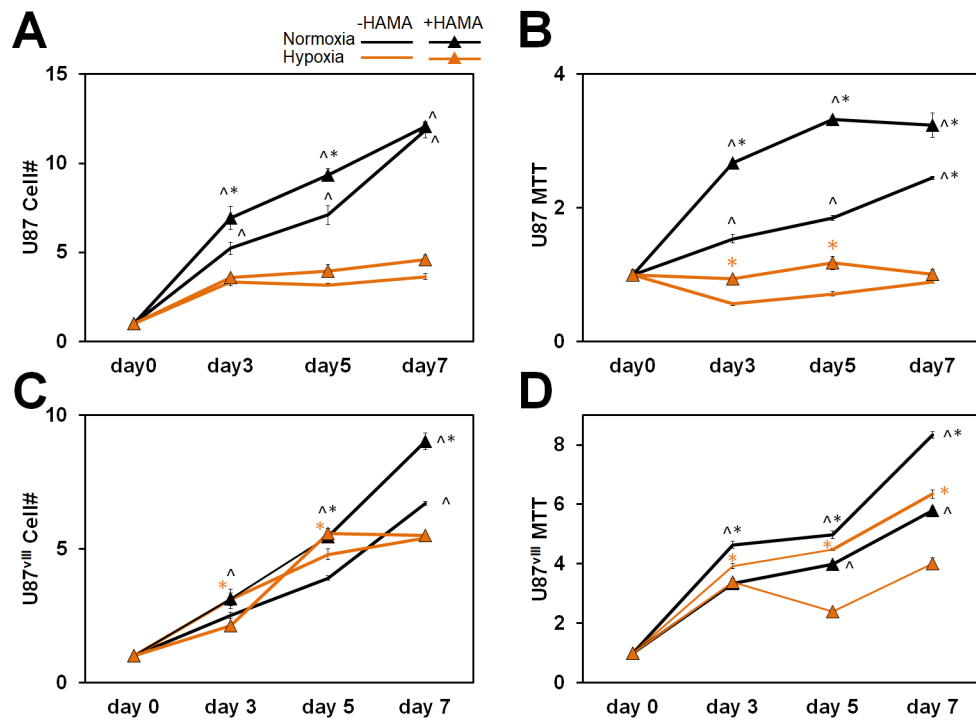 -HAMA +HAMA
Normoxia
Hypoxia
A
U87 Cell#
15
10
5
0
^*
^
^*
^
^
^
day0 day3 day5 day7
B
U87 MTT
4
2
0
^*
^*
^*
^*
^
^
*
*
day0 day3 day5 day7
C
U87vIII Cell#
10
5
0
^*
^
^*
*
^
*
day 0 day 3 day 5 day 7
D
U87vIII MTT
8
6
4
2
0
^*
*
^
^*
*
^
^*
*
day 0 day 3 day 5 day 7